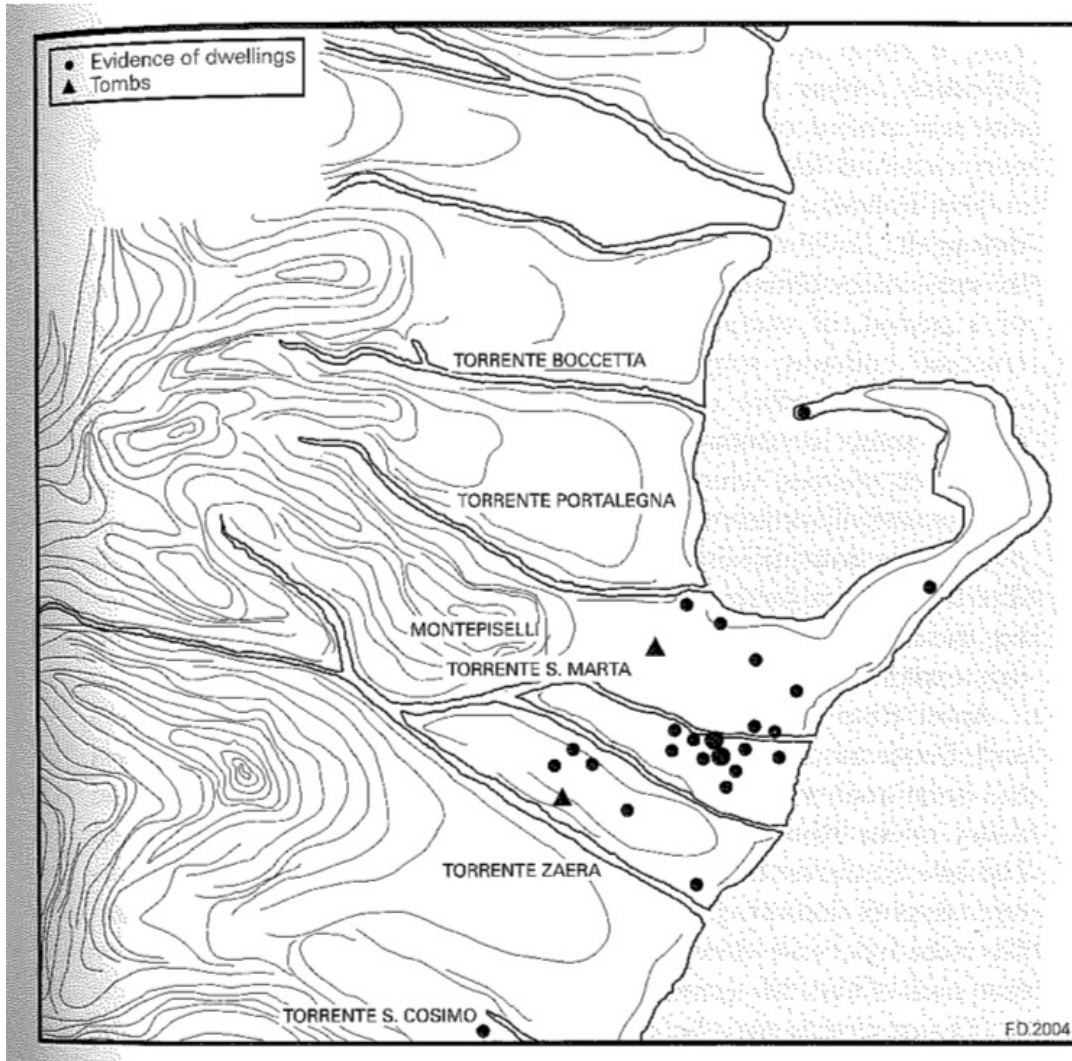 Evidence of dwellings
Tombs
TORRENTE BOCCETTA
TORRENTE PORTALEGNA
MONTEPISELLI
TORRENTE S. MARTA
TORRENTE ZAERA
TORRENTE S. COSIMO
F.D.2004